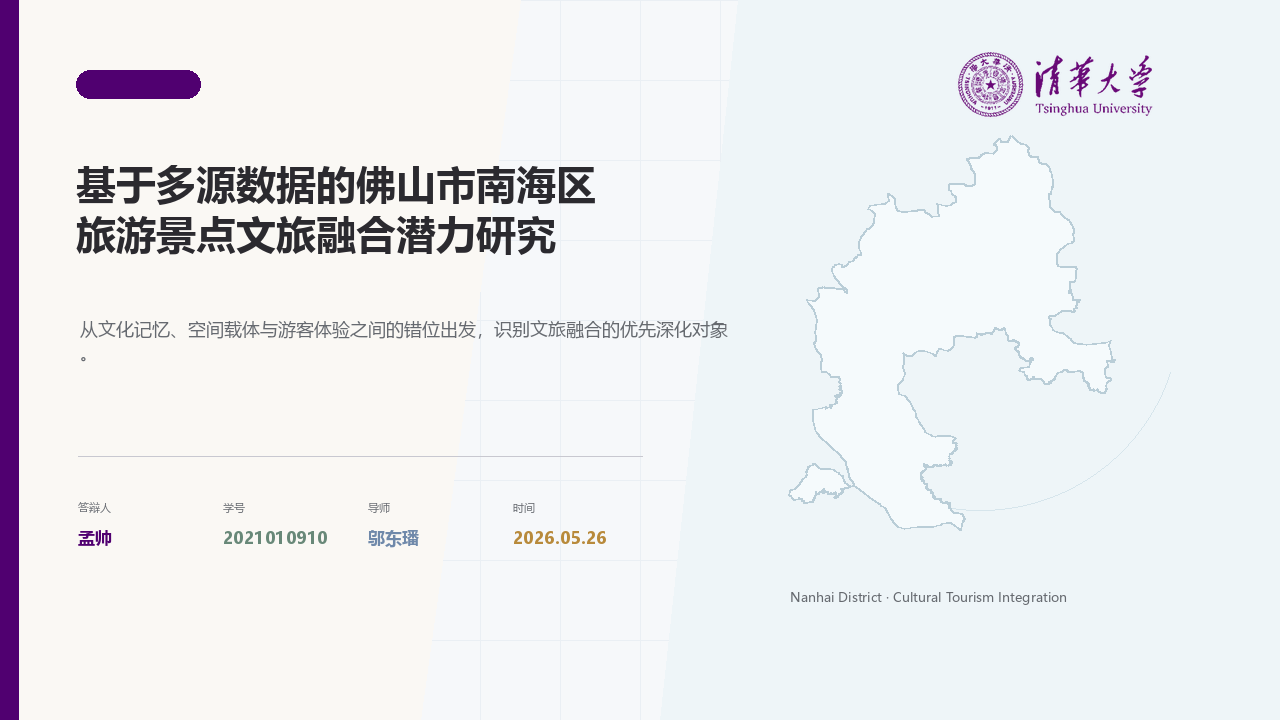 清华大学
Tsinghua University
基于多源数据的佛山市南海区
旅游景点文旅融合潜力研究
从文化记忆、空间载体与游客体验之间的错位出发，识别文旅融合的优先深化对象
。
答辩人
学号
导师
时间
孟帅
2021010910
邬东璠
2026.05.26
Nanhai District · Cultural Tourism Integration